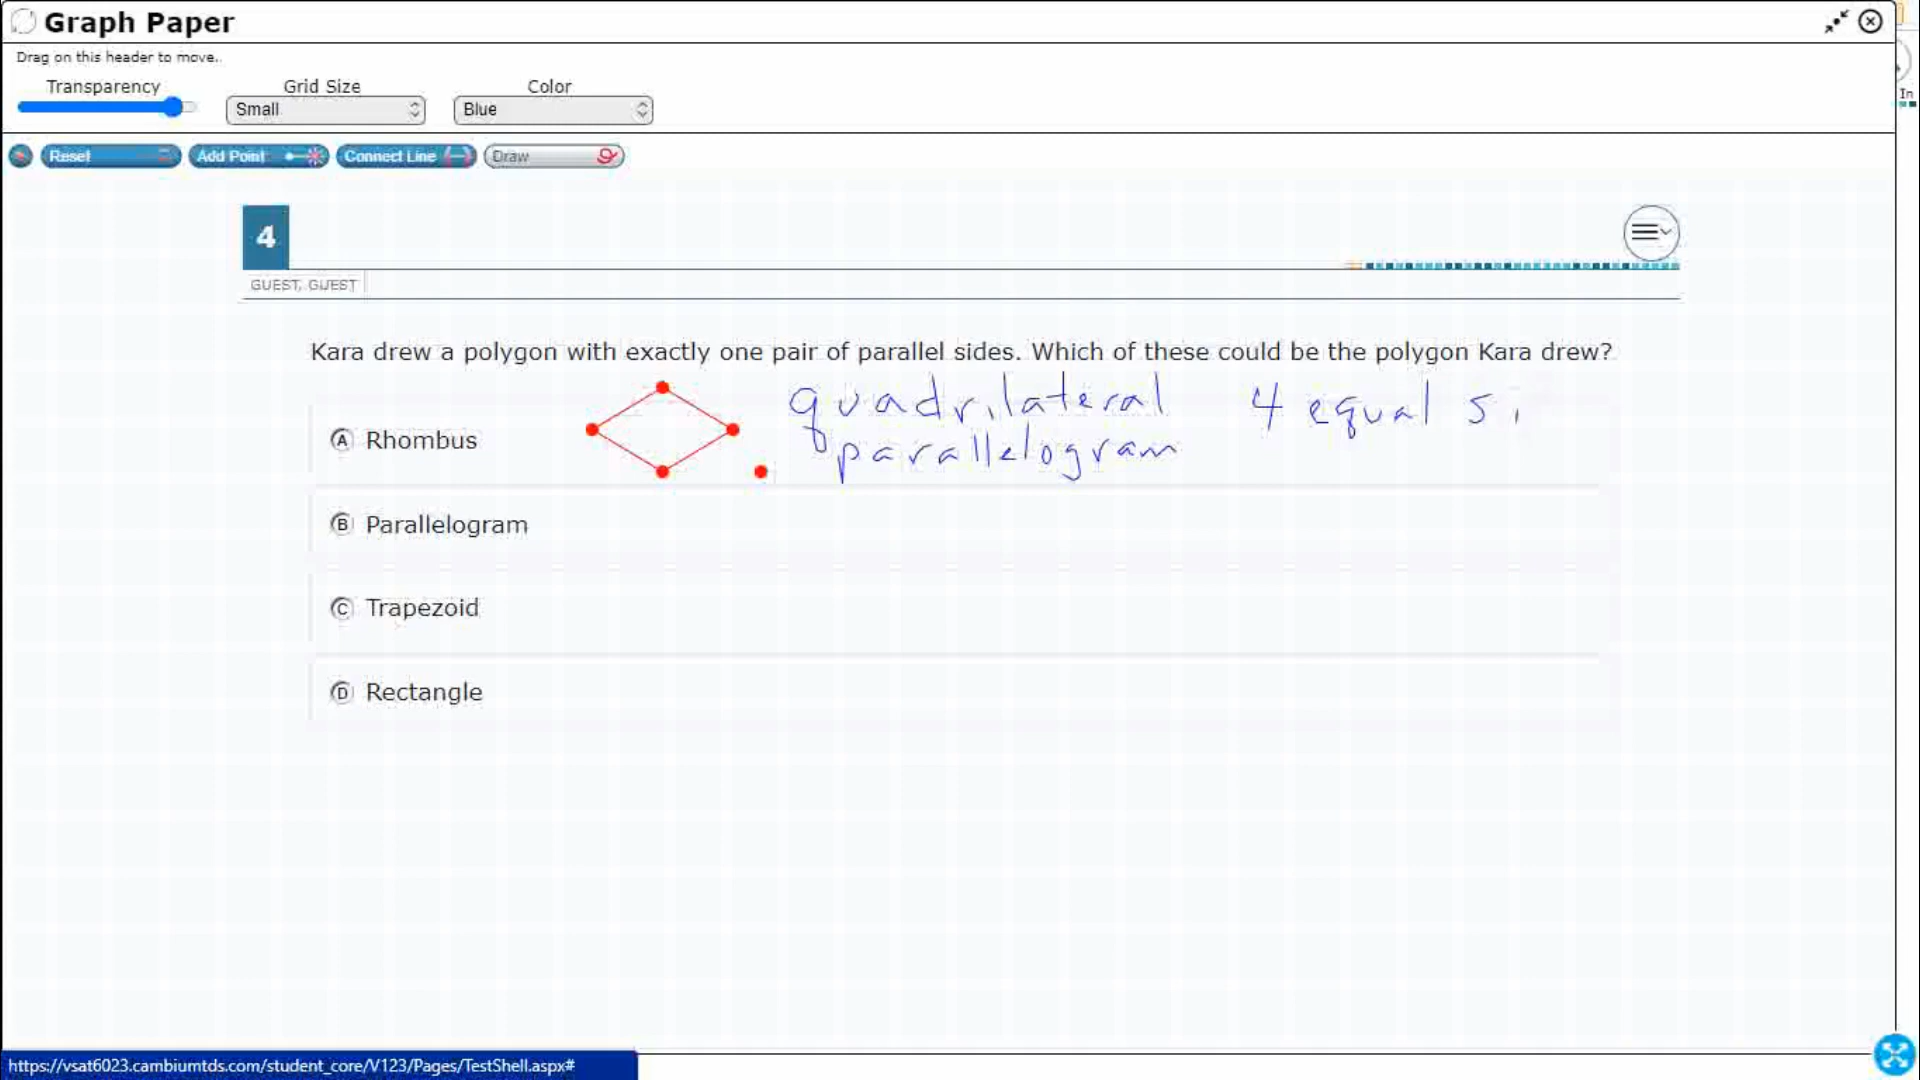 Graph Paper
Drag on this header to move..
Transparency
Grid Size
Color
Small
Blue
Reset
Add Point
Connect Line
Draw
In
4
GUEST, GUEST
Kara drew a polygon with exactly one pair of parallel sides. Which of these could be the polygon Kara drew?
quadrilateral 4 equal si
parallelogram
A Rhombus
B Parallelogram
C Trapezoid
D Rectangle
https://vsat6023.cambiumtds.com/student_core/V123/Pages/TestShell.aspx#